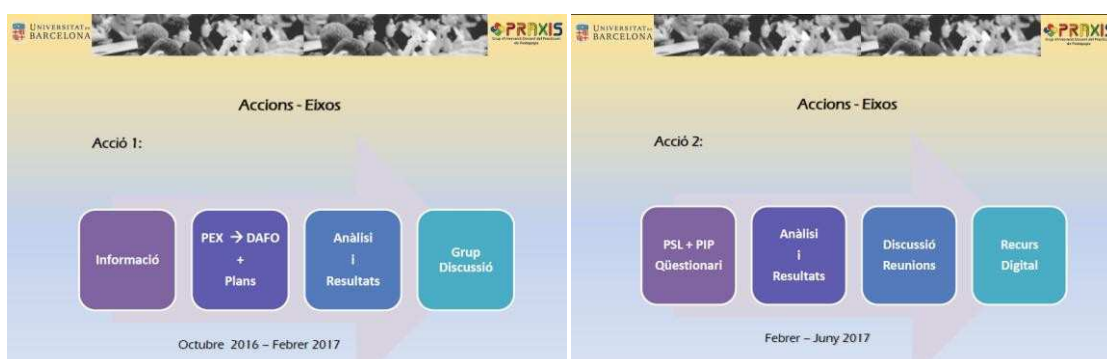 UNIVERSITAT DE
BARCELONA
PRAXIS
Accions - Eixos
Acció 1:
Informació
PEX → DAFO
+
Plans
Anàlisi
i
Resultats
Grup
Discussió
Octubre 2016 – Febrer 2017
UNIVERSITAT DE
BARCELONA
PRAXIS
Accions - Eixos
Acció 2:
PSL + PIP
Qüestionari
Anàlisi
i
Resultats
Discussió
Reunions
Recurs
Digital
Febrer – Juny 2017